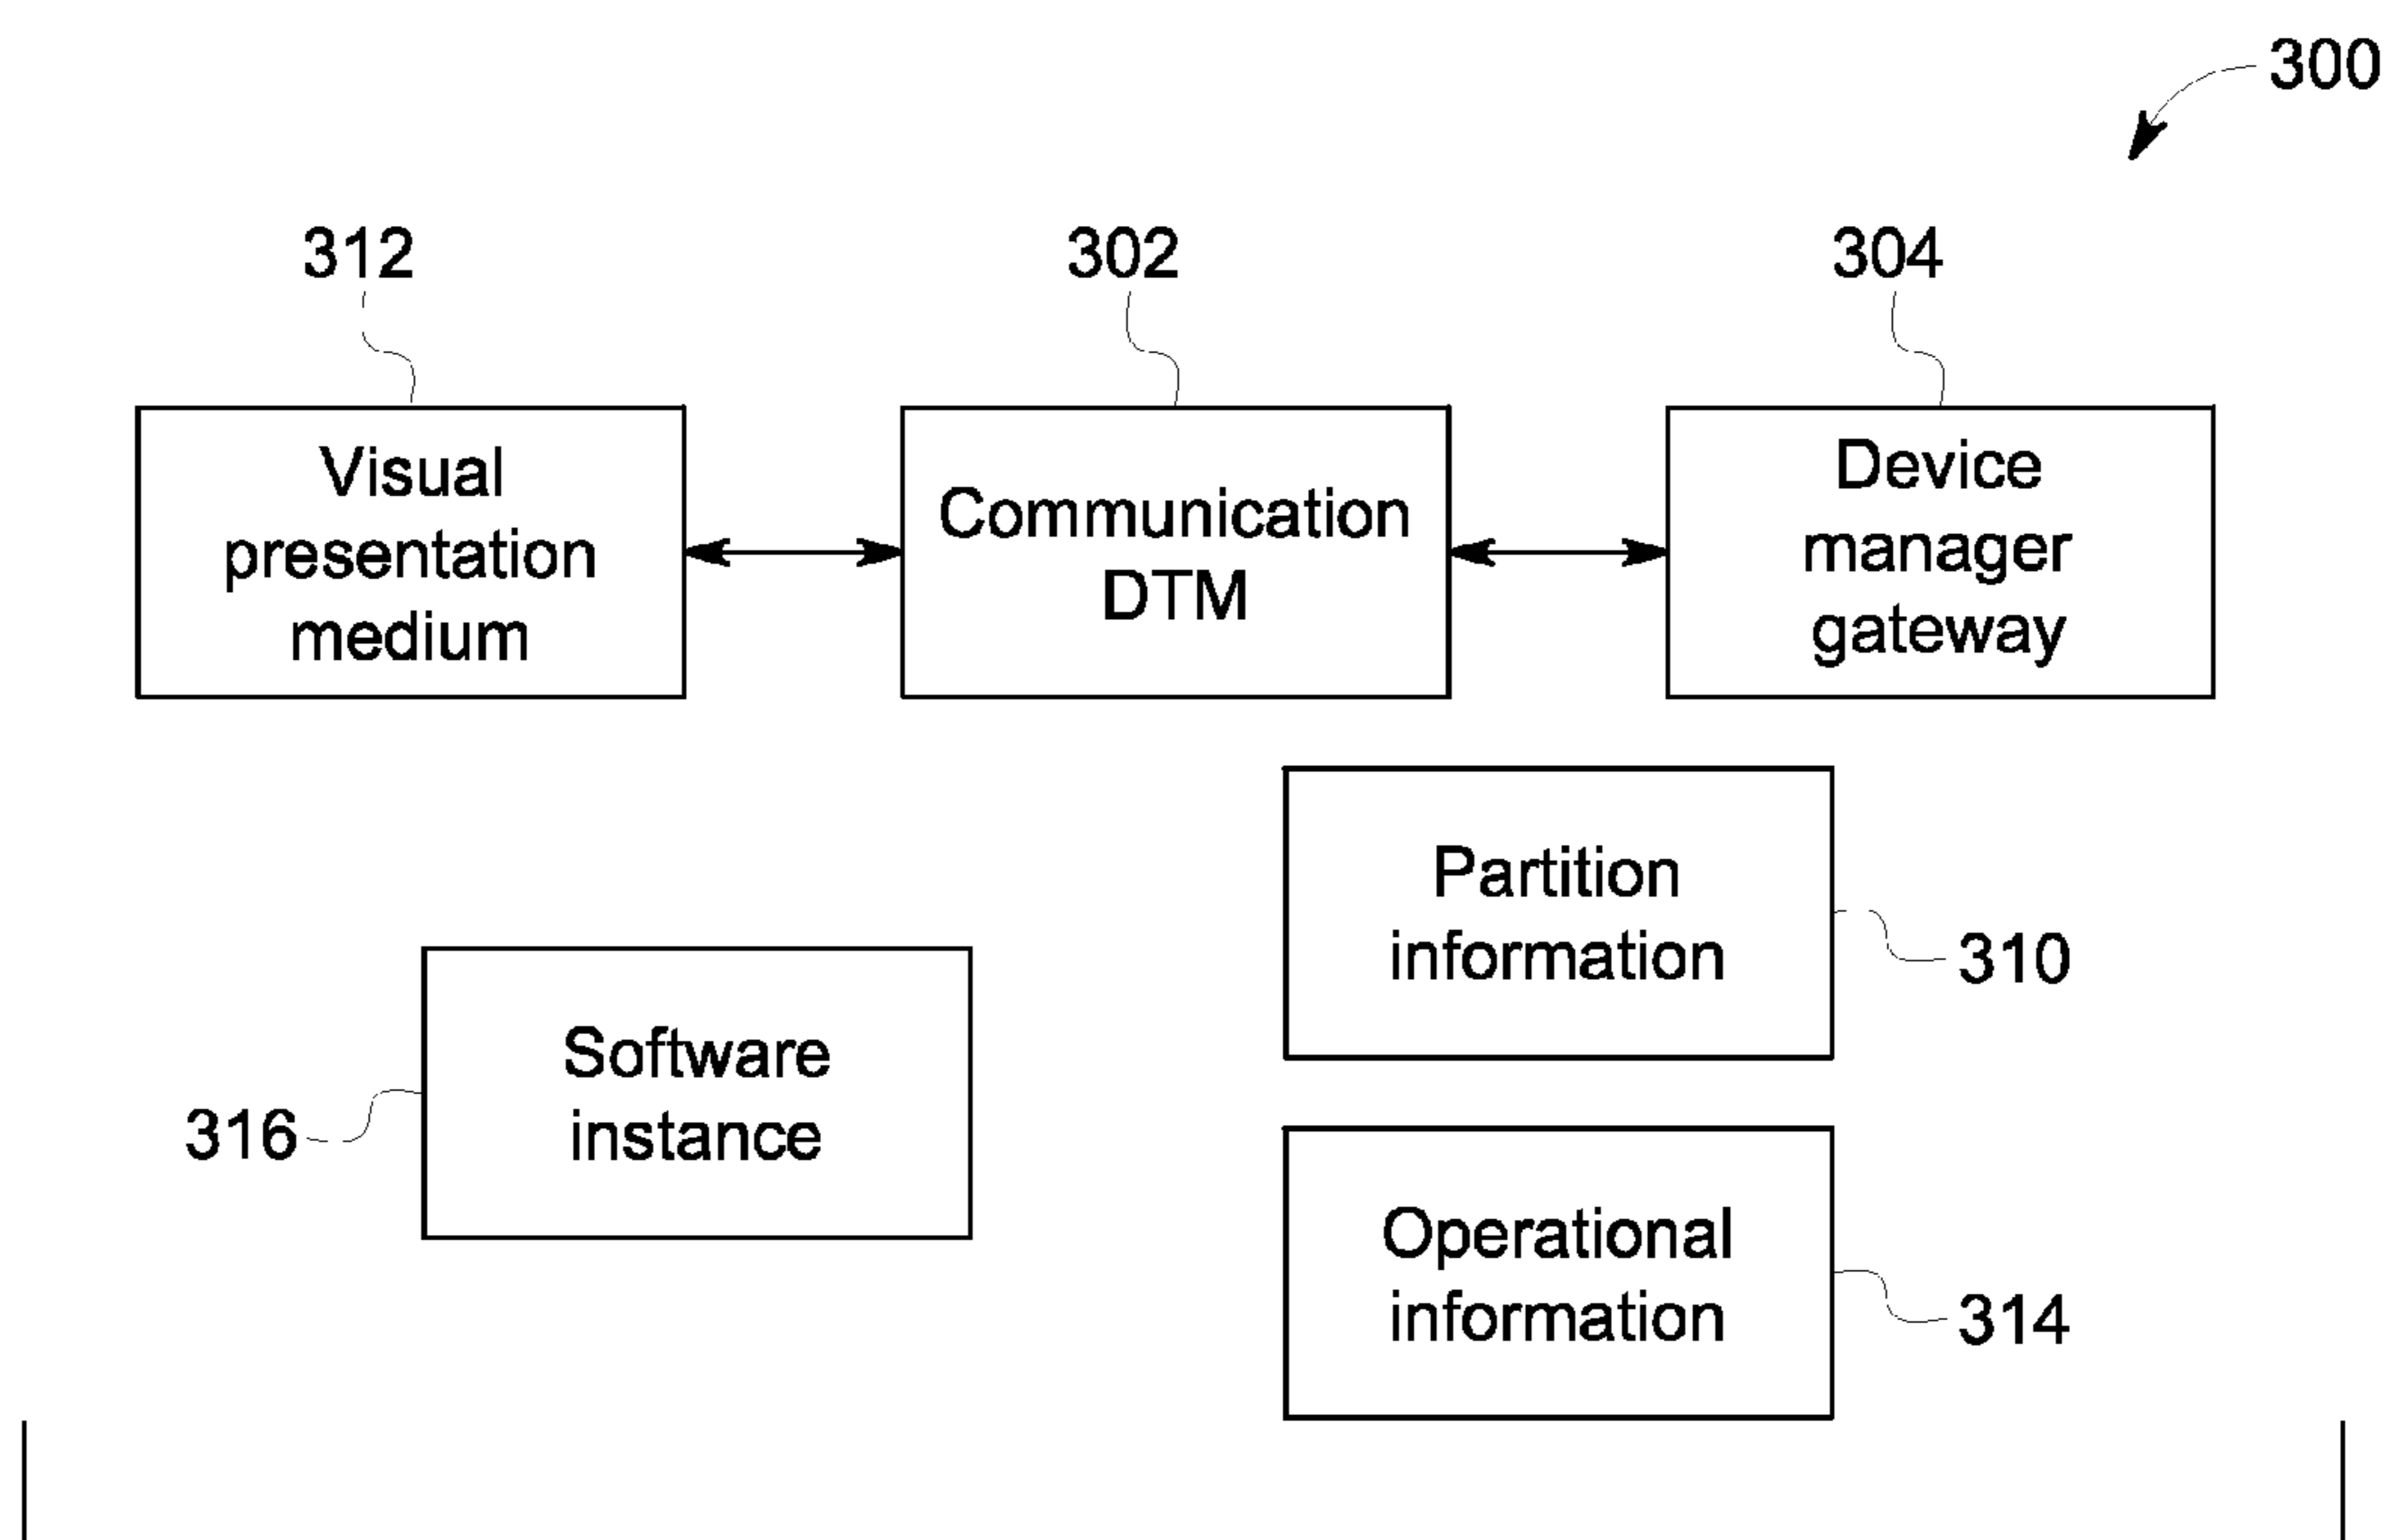 300
312
302
304
Visual
presentation
medium
Communication
DTM
Device
manager
gateway
Partition
information
310
Software
instance
316
Operational
information
314